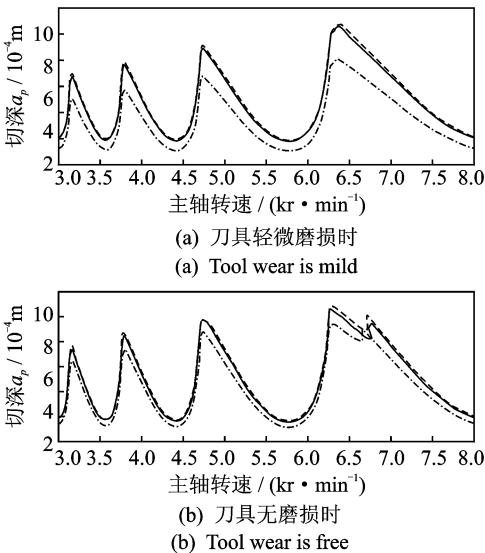 10
8
6
4
2
切深aₚ / 10⁻⁴m
3.0 3.5 4.0 4.5 5.0 5.5 6.0 6.5 7.0 7.5 8.0
主轴转速 / (kr·min⁻¹)
(a) 刀具轻微磨损时
(a) Tool wear is mild
10
8
6
4
2
切深aₚ / 10⁻⁴m
3.0 3.5 4.0 4.5 5.0 5.5 6.0 6.5 7.0 7.5 8.0
主轴转速 / (kr·min⁻¹)
(b) 刀具无磨损时
(b) Tool wear is free